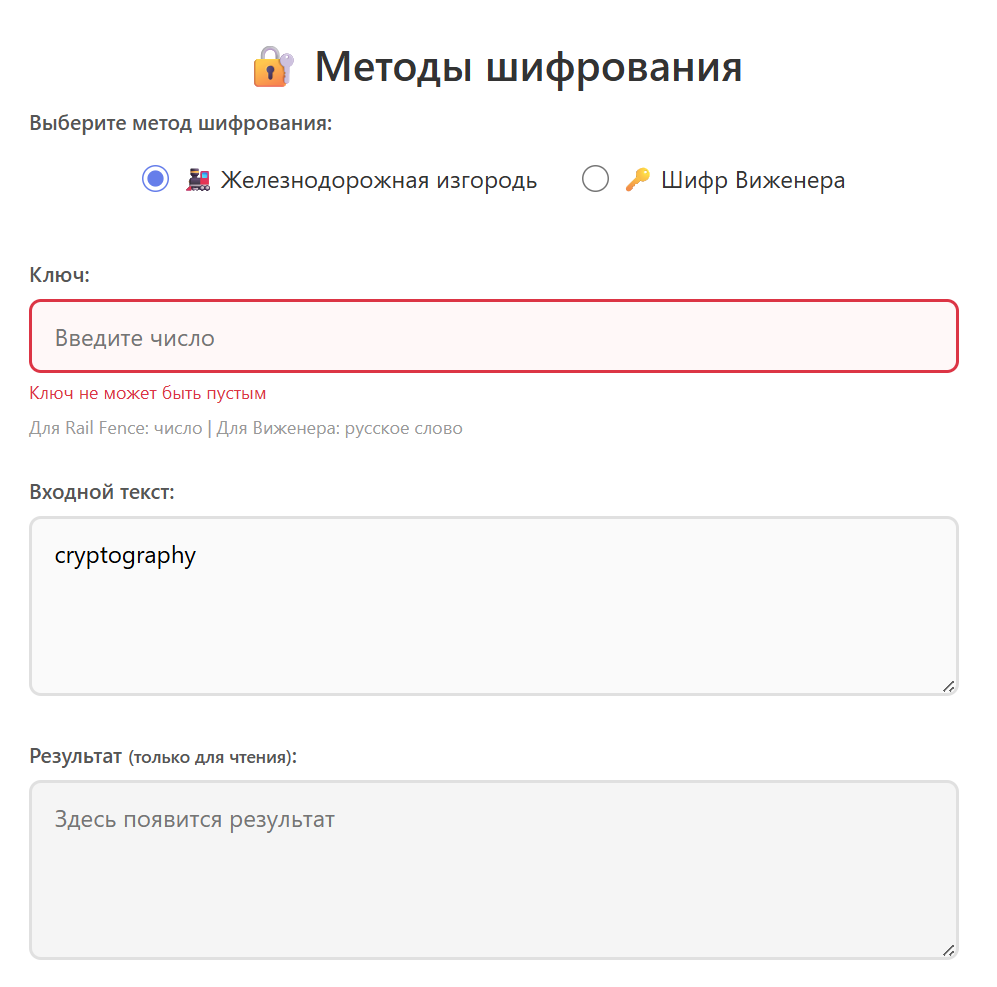 Методы шифрования
Выберите метод шифрования:
Железнодорожная изгородь Шифр Виженера
Ключ:
Введите число
Ключ не может быть пустым
Для Rail Fence: число | Для Виженера: русское слово
Входной текст:
cryptography
Результат (только для чтения):
Здесь появится результат